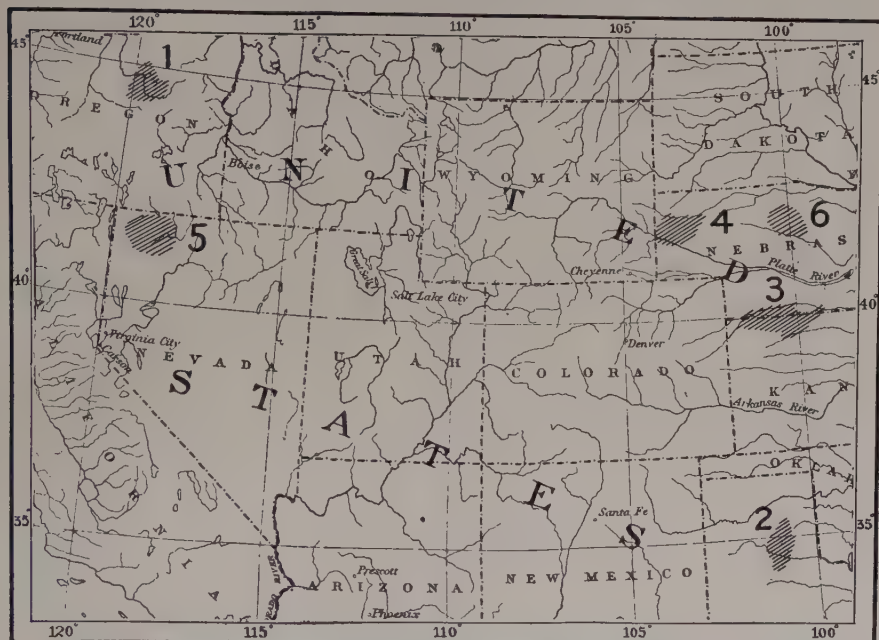 120° 115° 110° 105° 100°
45° Portland 1
45°
OREGON
SOUTH
DAKOTA
Boise
UNITED
WYOMING
5
4 6
NEBRAS
40°
Great Salt
Cheyenne
Platte River
Salt Lake City
3
40°
Virginia City
Carson
Denver
NEVADA UTAH COLORADO
KAN
STATES
Arkansas River
OKLA
35°
Santa Fe
2
35°
Prescott
ARIZONA NEW MEXICO
Phoenix
120° 115° 110° 105° 100°